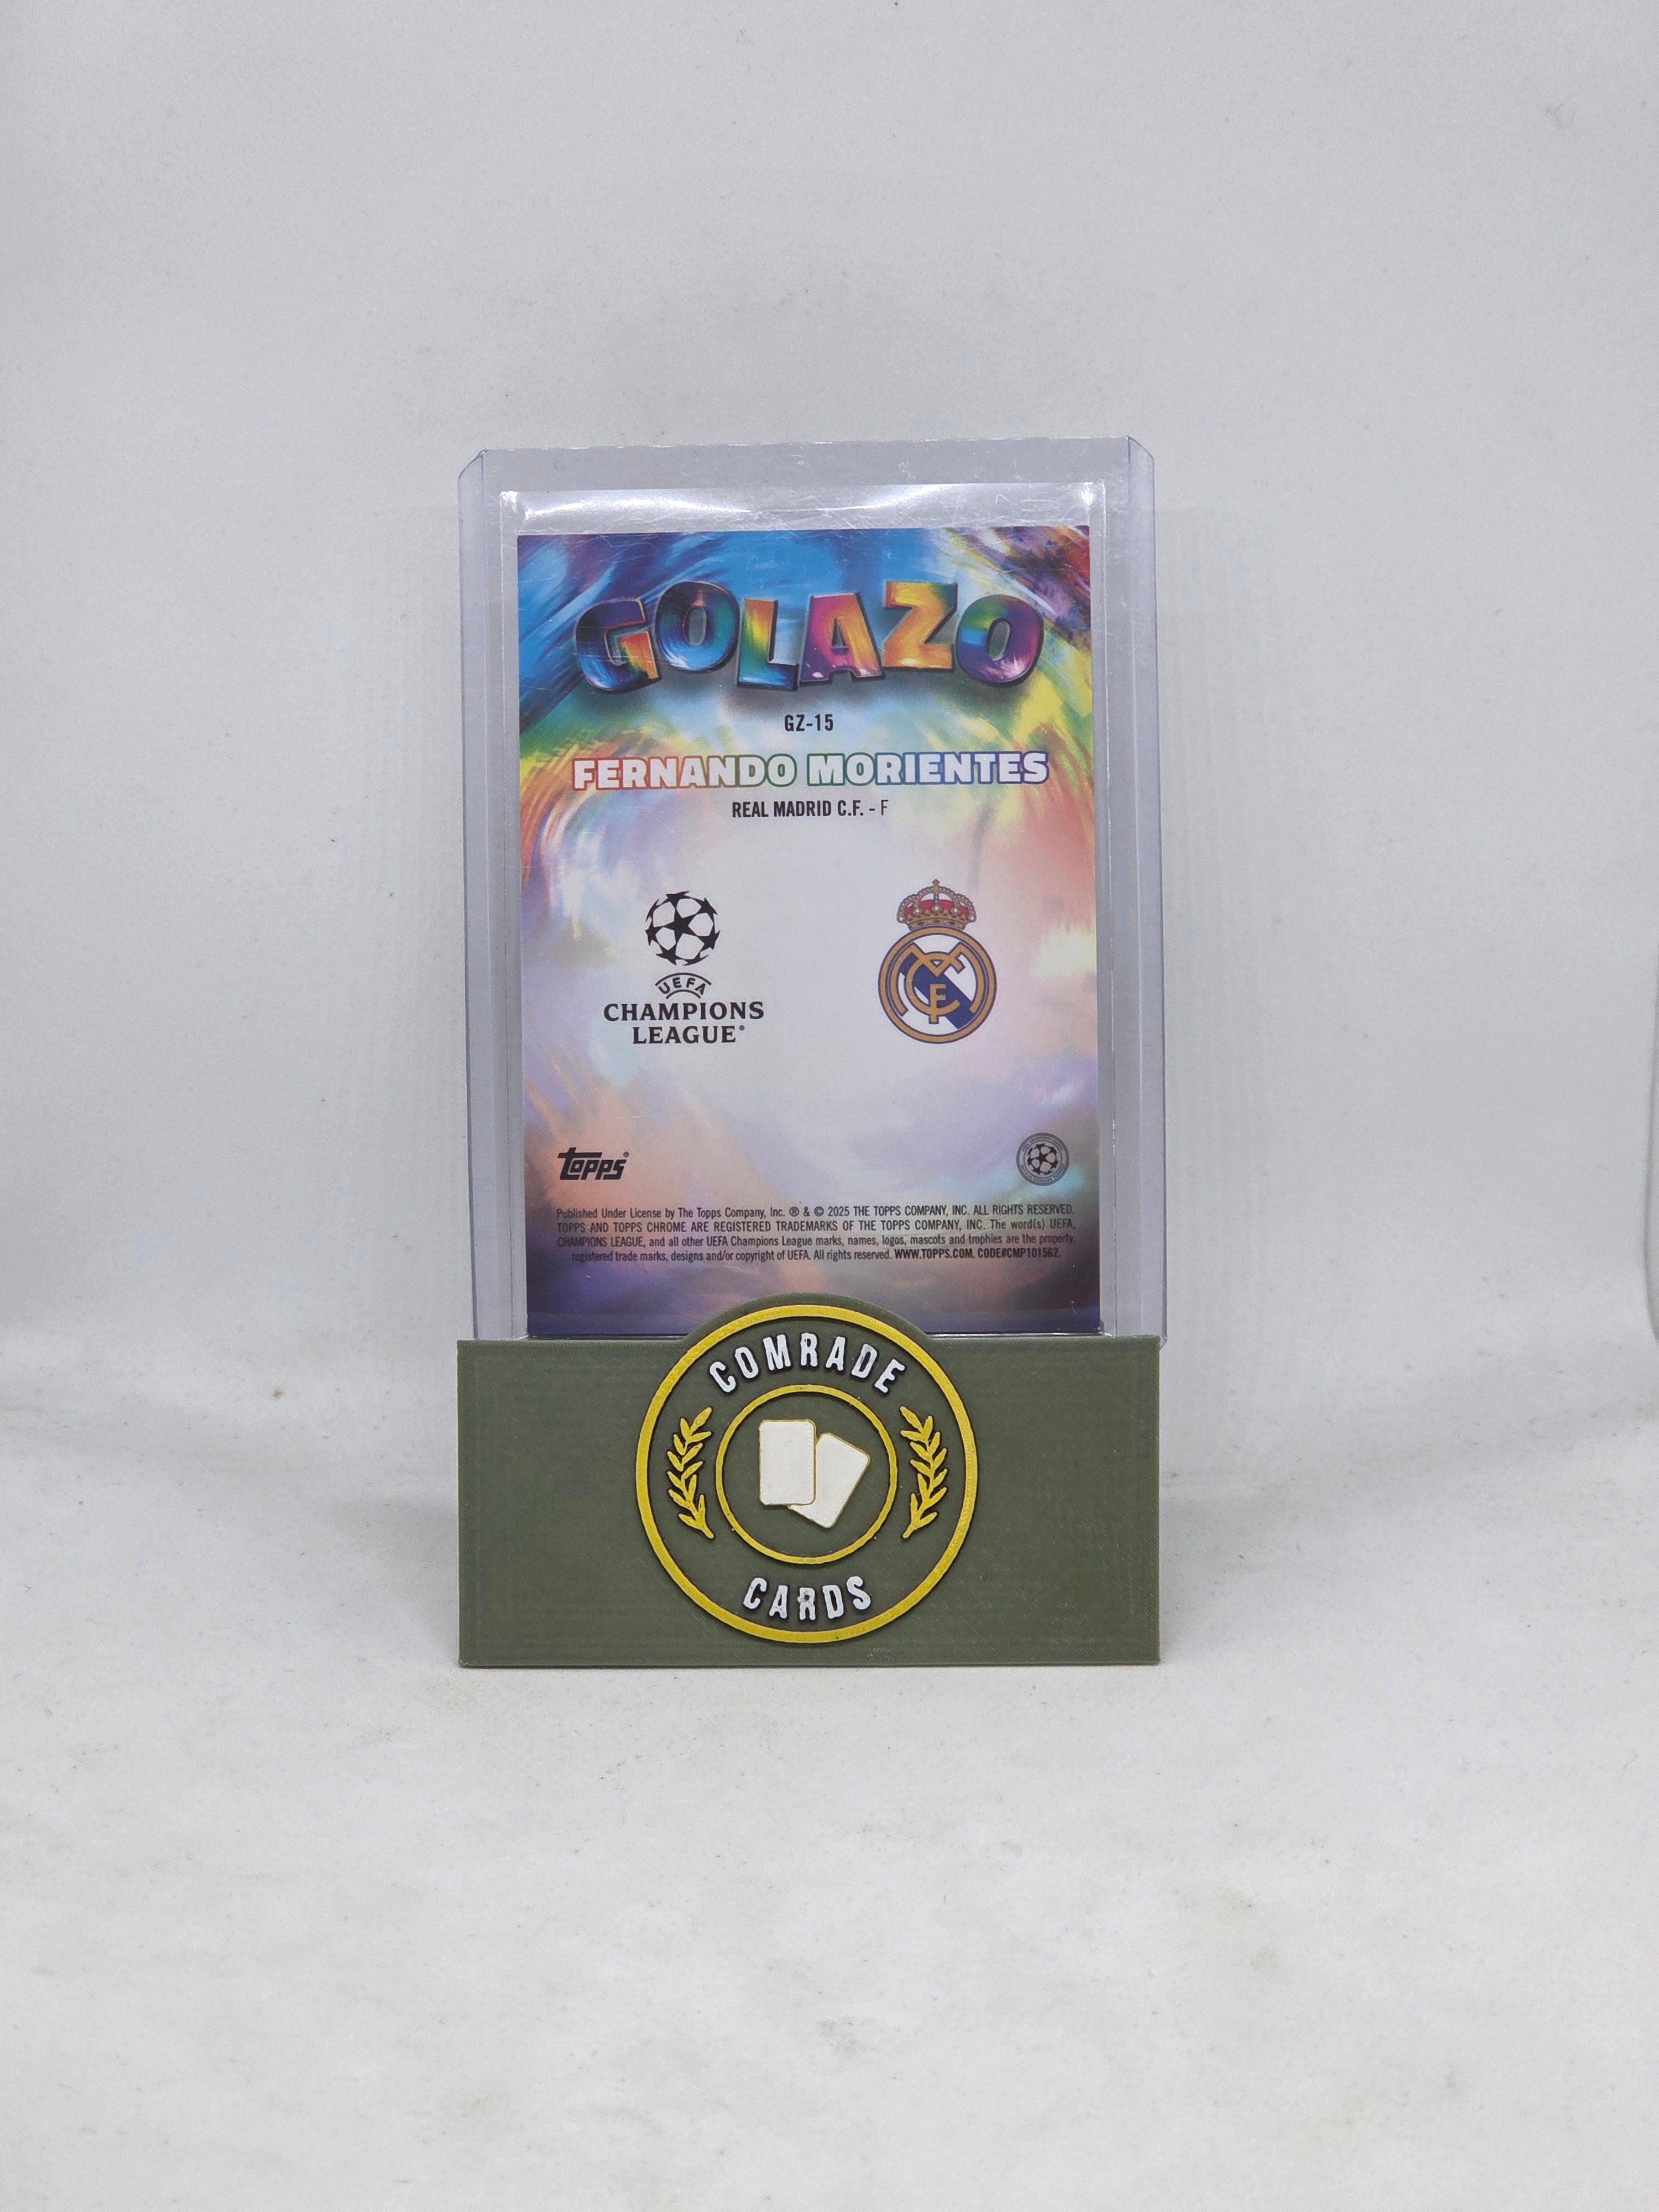 GOLAZO
GZ-15
FERNANDO MORIENTES
REAL MADRID C.F. - F
UEFA
CHAMPIONS
LEAGUE®
topps®
Published Under License by The Topps Company, Inc. ® & © 2025 THE TOPPS COMPANY, INC. ALL RIGHTS RESERVED.
TOPPS AND TOPPS CHROME ARE REGISTERED TRADEMARKS OF THE TOPPS COMPANY, INC. The word(s) UEFA,
CHAMPIONS LEAGUE, and all other UEFA Champions League marks, names, logos, mascots and trophies are the property,
registered trade marks, designs and/or copyright of UEFA. All rights reserved. WWW.TOPPS.COM. CODE#CMP101562.
COMRADE
CARDS